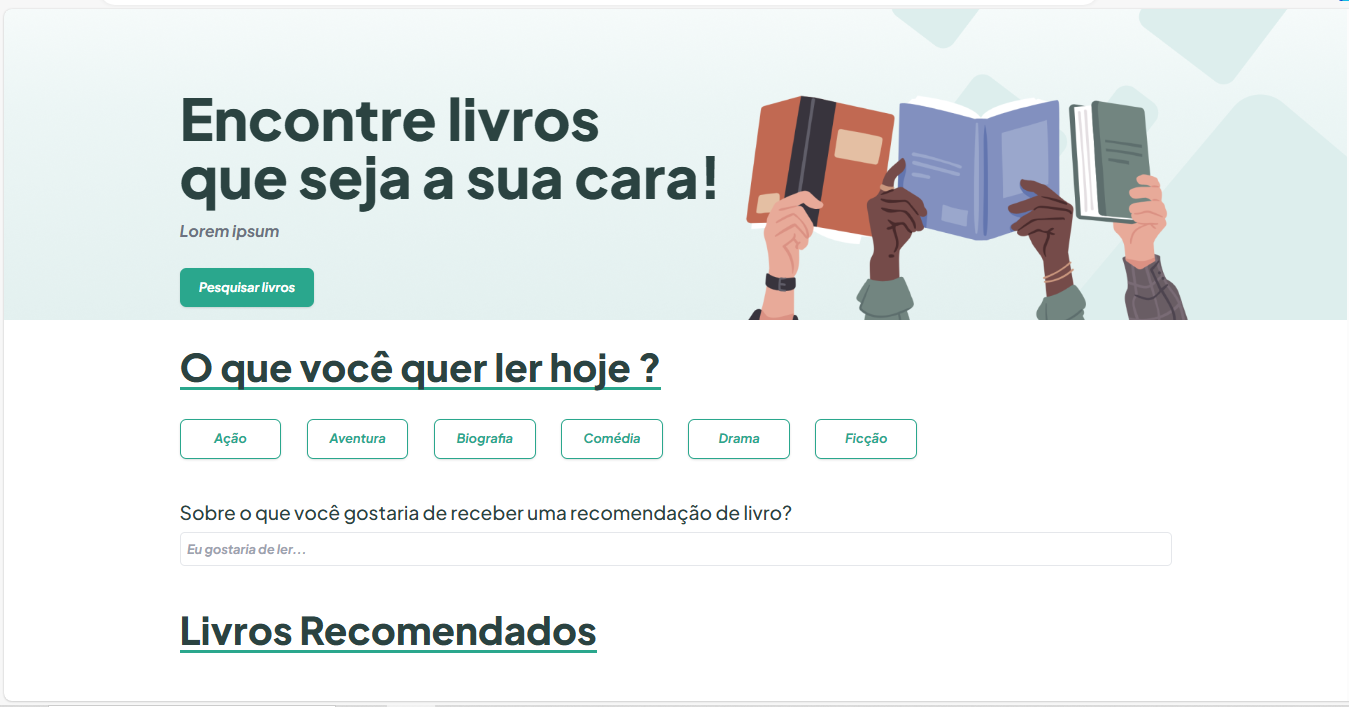 Encontre livros
que seja a sua cara!
Lorem ipsum
Pesquisar livros
O que você quer ler hoje ?
Ação
Aventura
Biografia
Comédia
Drama
Ficção
Sobre o que você gostaria de receber uma recomendação de livro?
Eu gostaria de ler...
Livros Recomendados